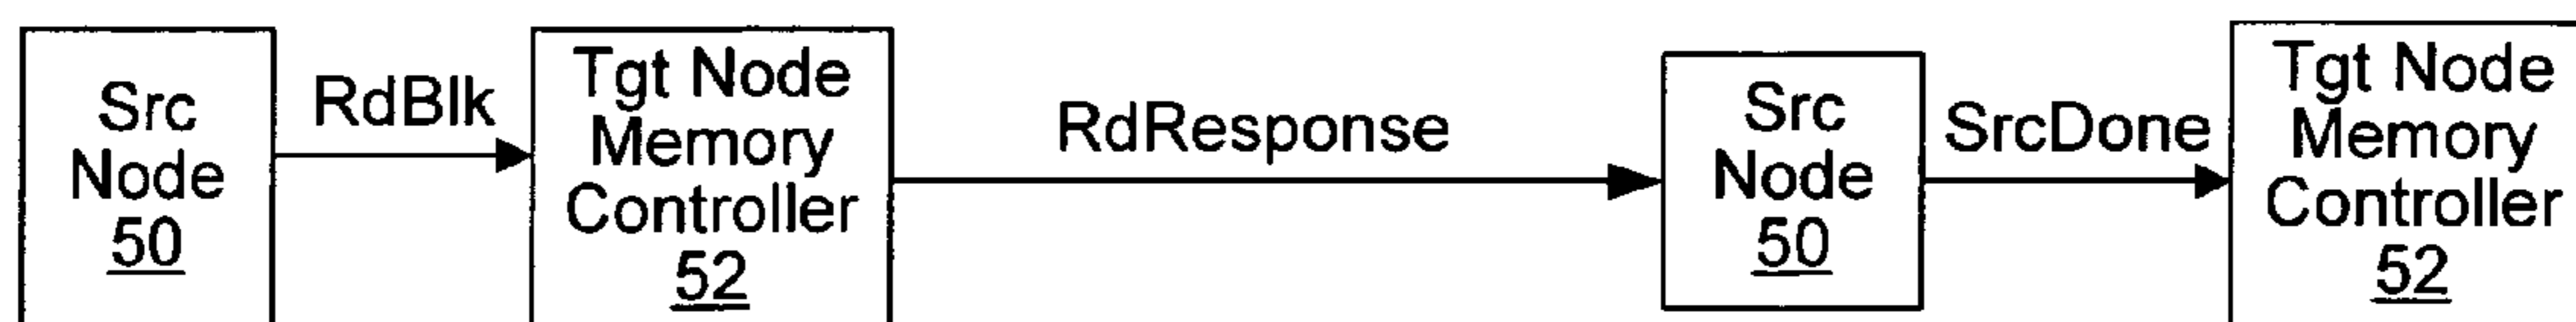 Src
Node
50
RdBlk
Tgt Node
Memory
Controller
52
RdResponse
Src
Node
50
SrcDone
Tgt Node
Memory
Controller
52